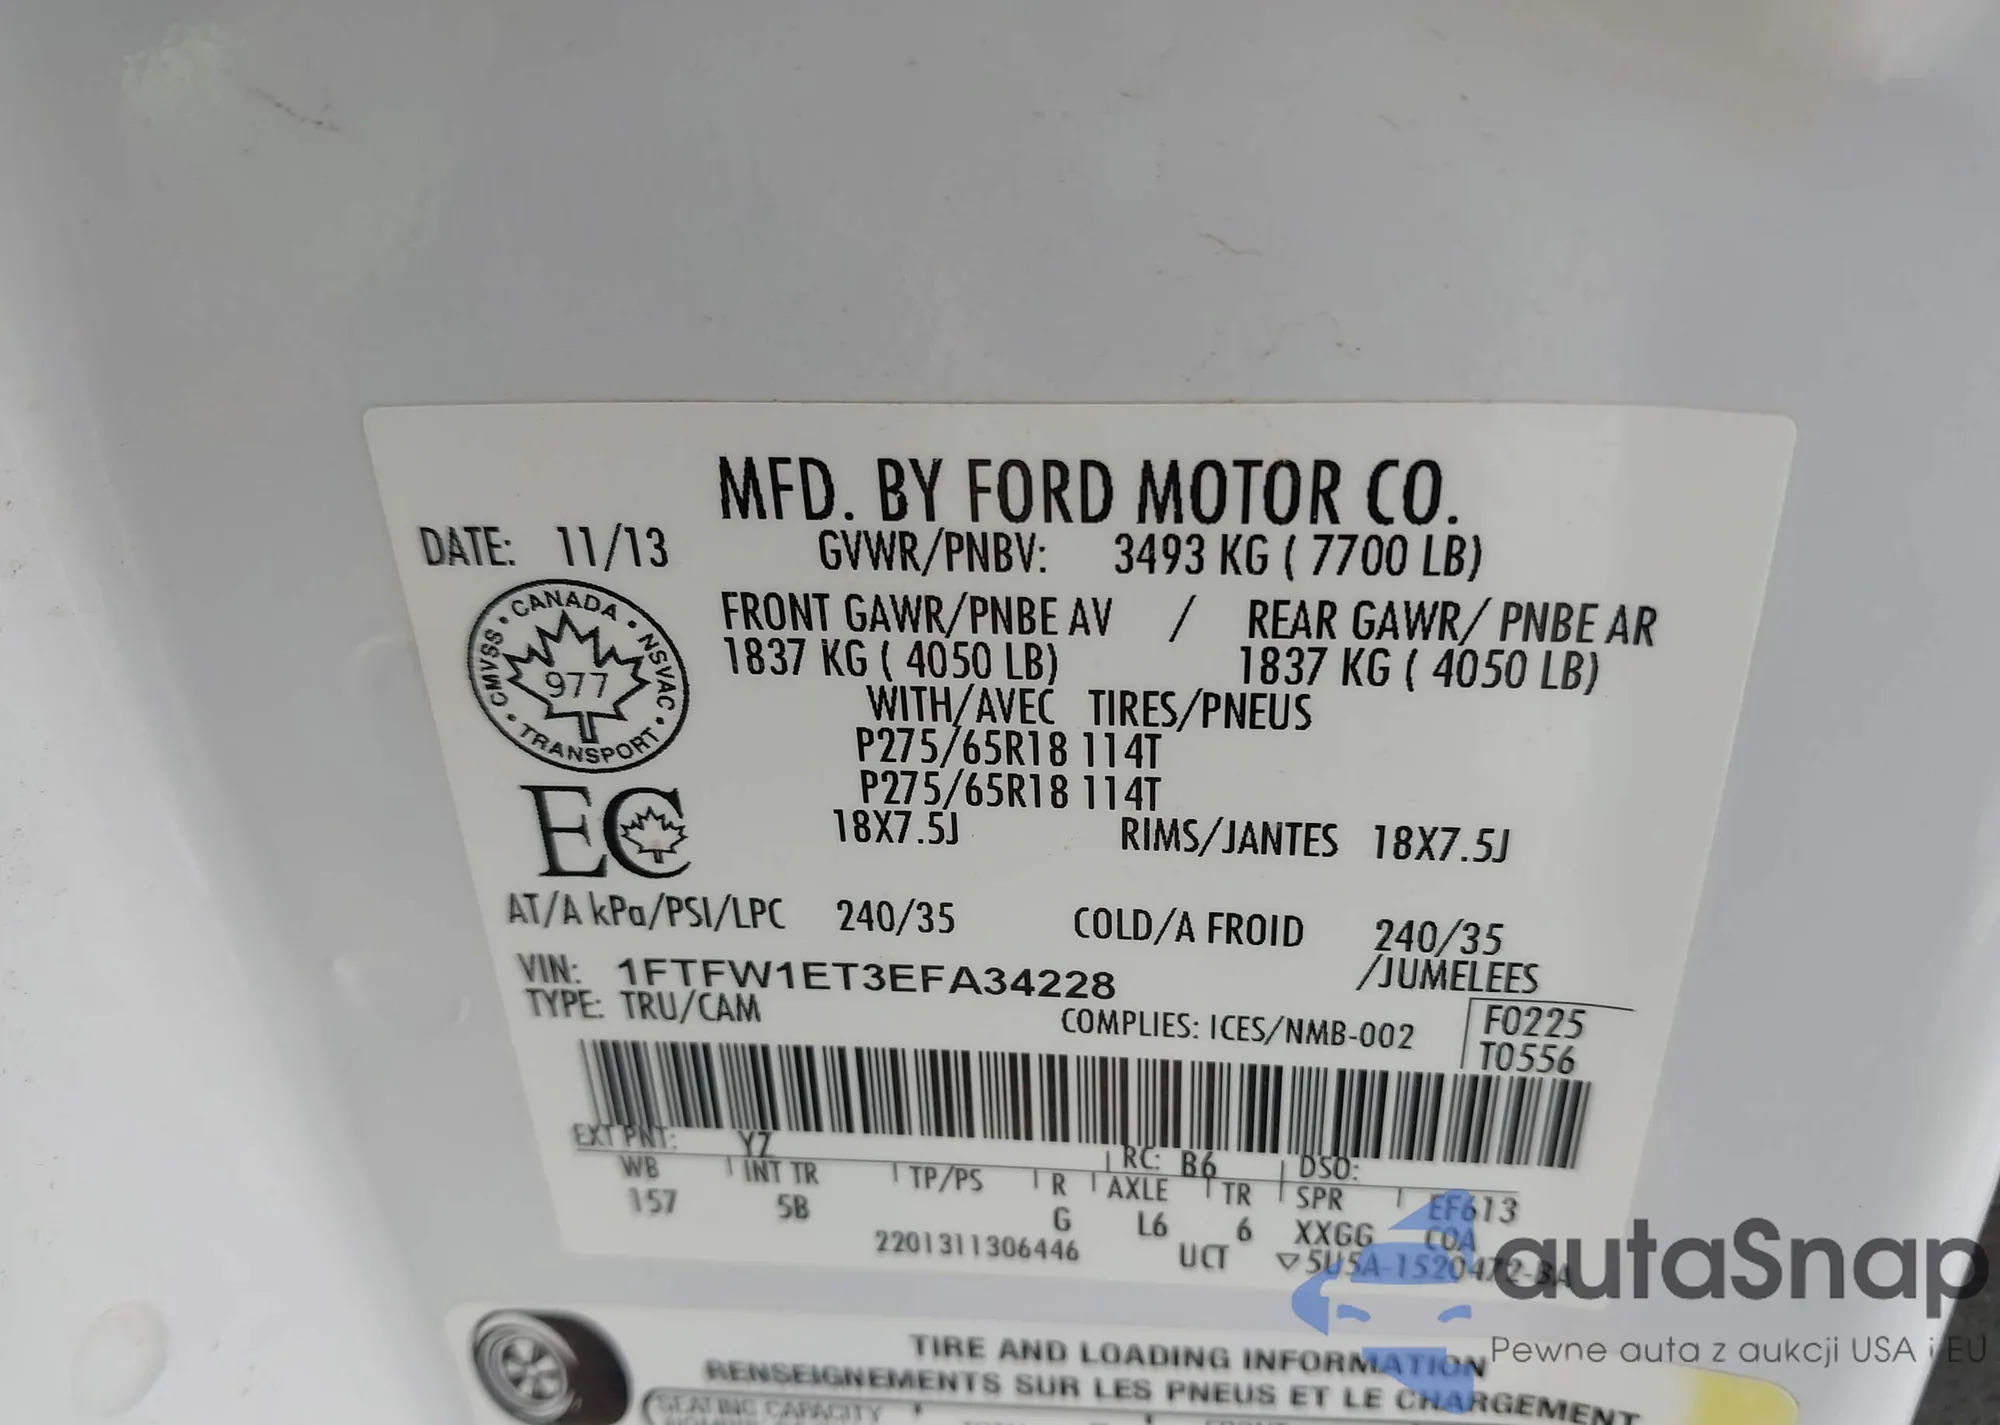 MFD. BY FORD MOTOR CO.
DATE: 11/13 GVWR/PNBV: 3493 KG ( 7700 LB)
FRONT GAWR/PNBE AV / REAR GAWR/ PNBE AR
1837 KG ( 4050 LB) 1837 KG ( 4050 LB)
WITH/AVEC TIRES/PNEUS
P275/65R18 114T
P275/65R18 114T
18X7.5J RIMS/JANTES 18X7.5J
CANADA
CMVSS 977 NSVAC
TRANSPORT
EC
AT/A kPa/PSI/LPC 240/35 COLD/A FROID 240/35
VIN: 1FTFW1ET3EFA34228 /JUMELEES
TYPE: TRU/CAM COMPLIES: ICES/NMB-002 F0225
T0556
EXT PNT: YZ RC: B6 DSO:
WB INT TR TP/PS R AXLE TR SPR EF613
157 5B G L6 6 XXGG COA
2201311306446 UCT ▽5U5A-1520472-BA
TIRE AND LOADING INFORMATION
RENSEIGNEMENTS SUR LES PNEUS ET LE CHARGEMENT
SEATING CAPACITY
autaSnap
Pewne auta z aukcji USA i EU